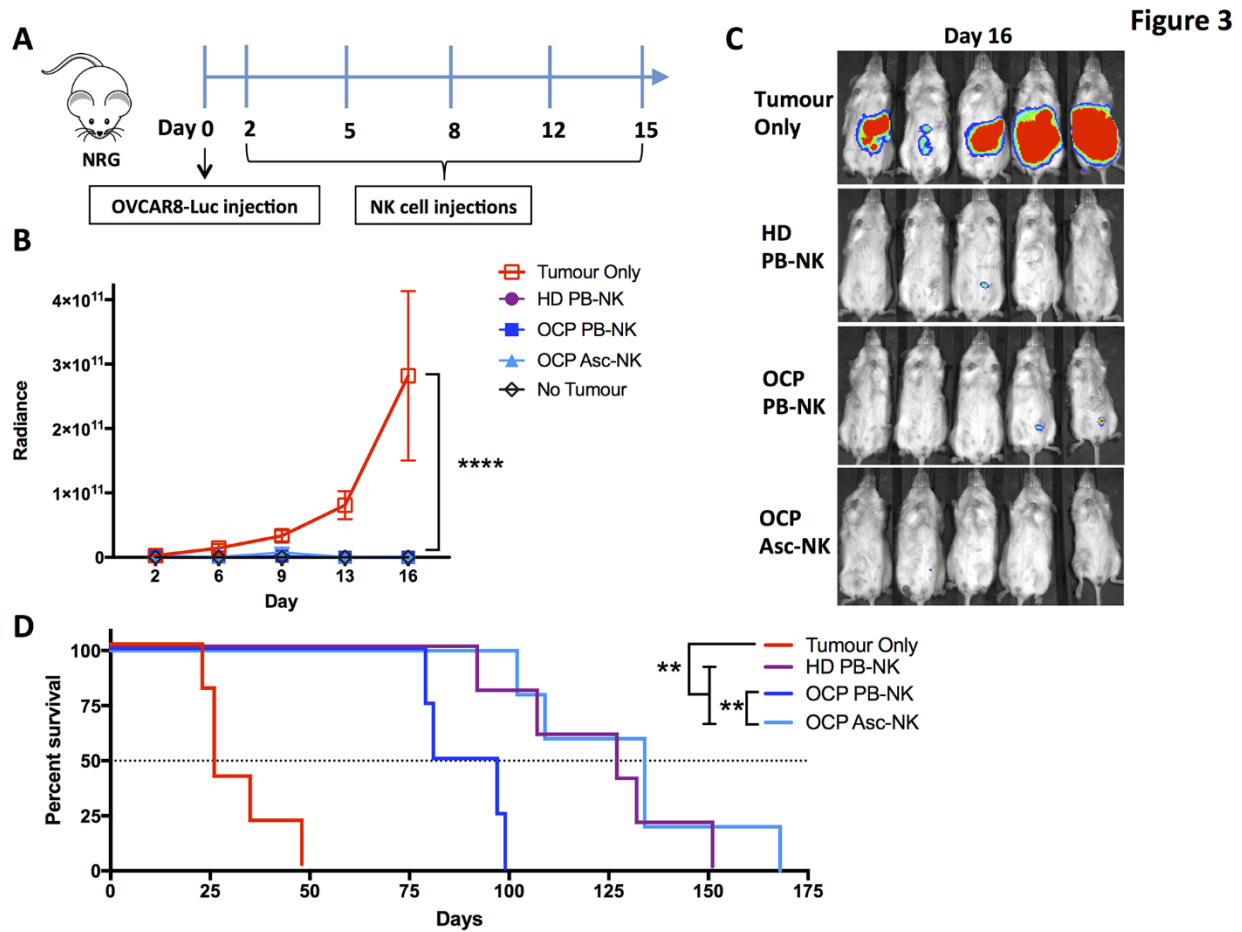 Figure 3
A
NRG
Day 0 2 5 8 12 15
OVCAR8-Luc injection
NK cell injections
B
4×10¹¹
3×10¹¹
2×10¹¹
1×10¹¹
0
Radiance
2 6 9 13 16
Day
Tumour Only
HD PB-NK
OCP PB-NK
OCP Asc-NK
No Tumour
****
C
Day 16
Tumour
Only
HD
PB-NK
OCP
PB-NK
OCP
Asc-NK
D
100
75
50
25
0
Percent survival
0 25 50 75 100 125 150 175
Days
**
**
Tumour Only
HD PB-NK
OCP PB-NK
OCP Asc-NK